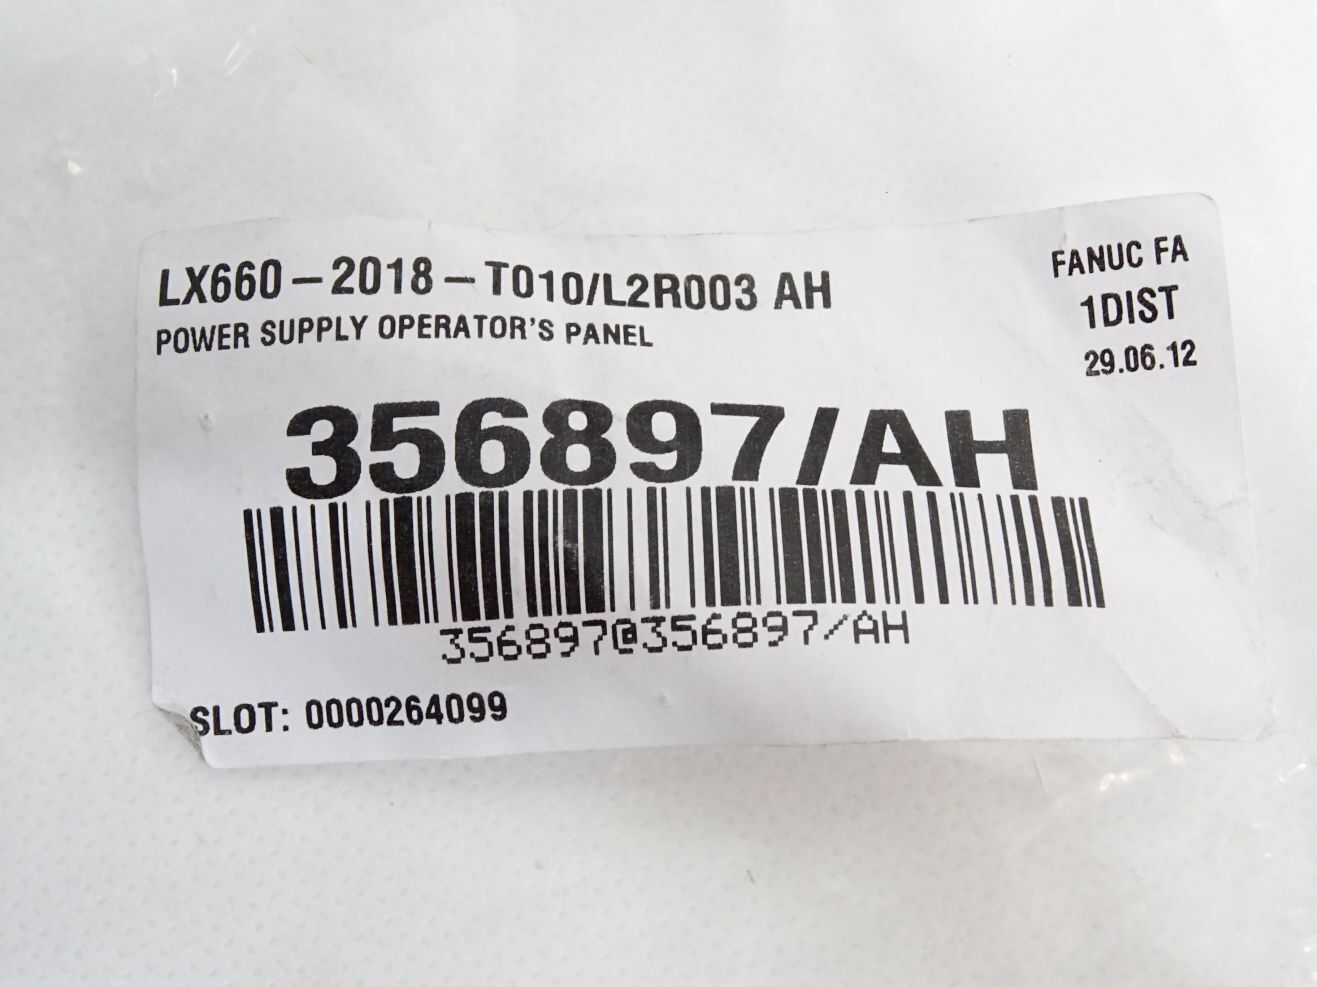 LX660-2018-T010/L2R003 AH
POWER SUPPLY OPERATOR'S PANEL
FANUC FA
1DIST
29.06.12
356897/AH
356897@356897/AH
SLOT: 0000264099